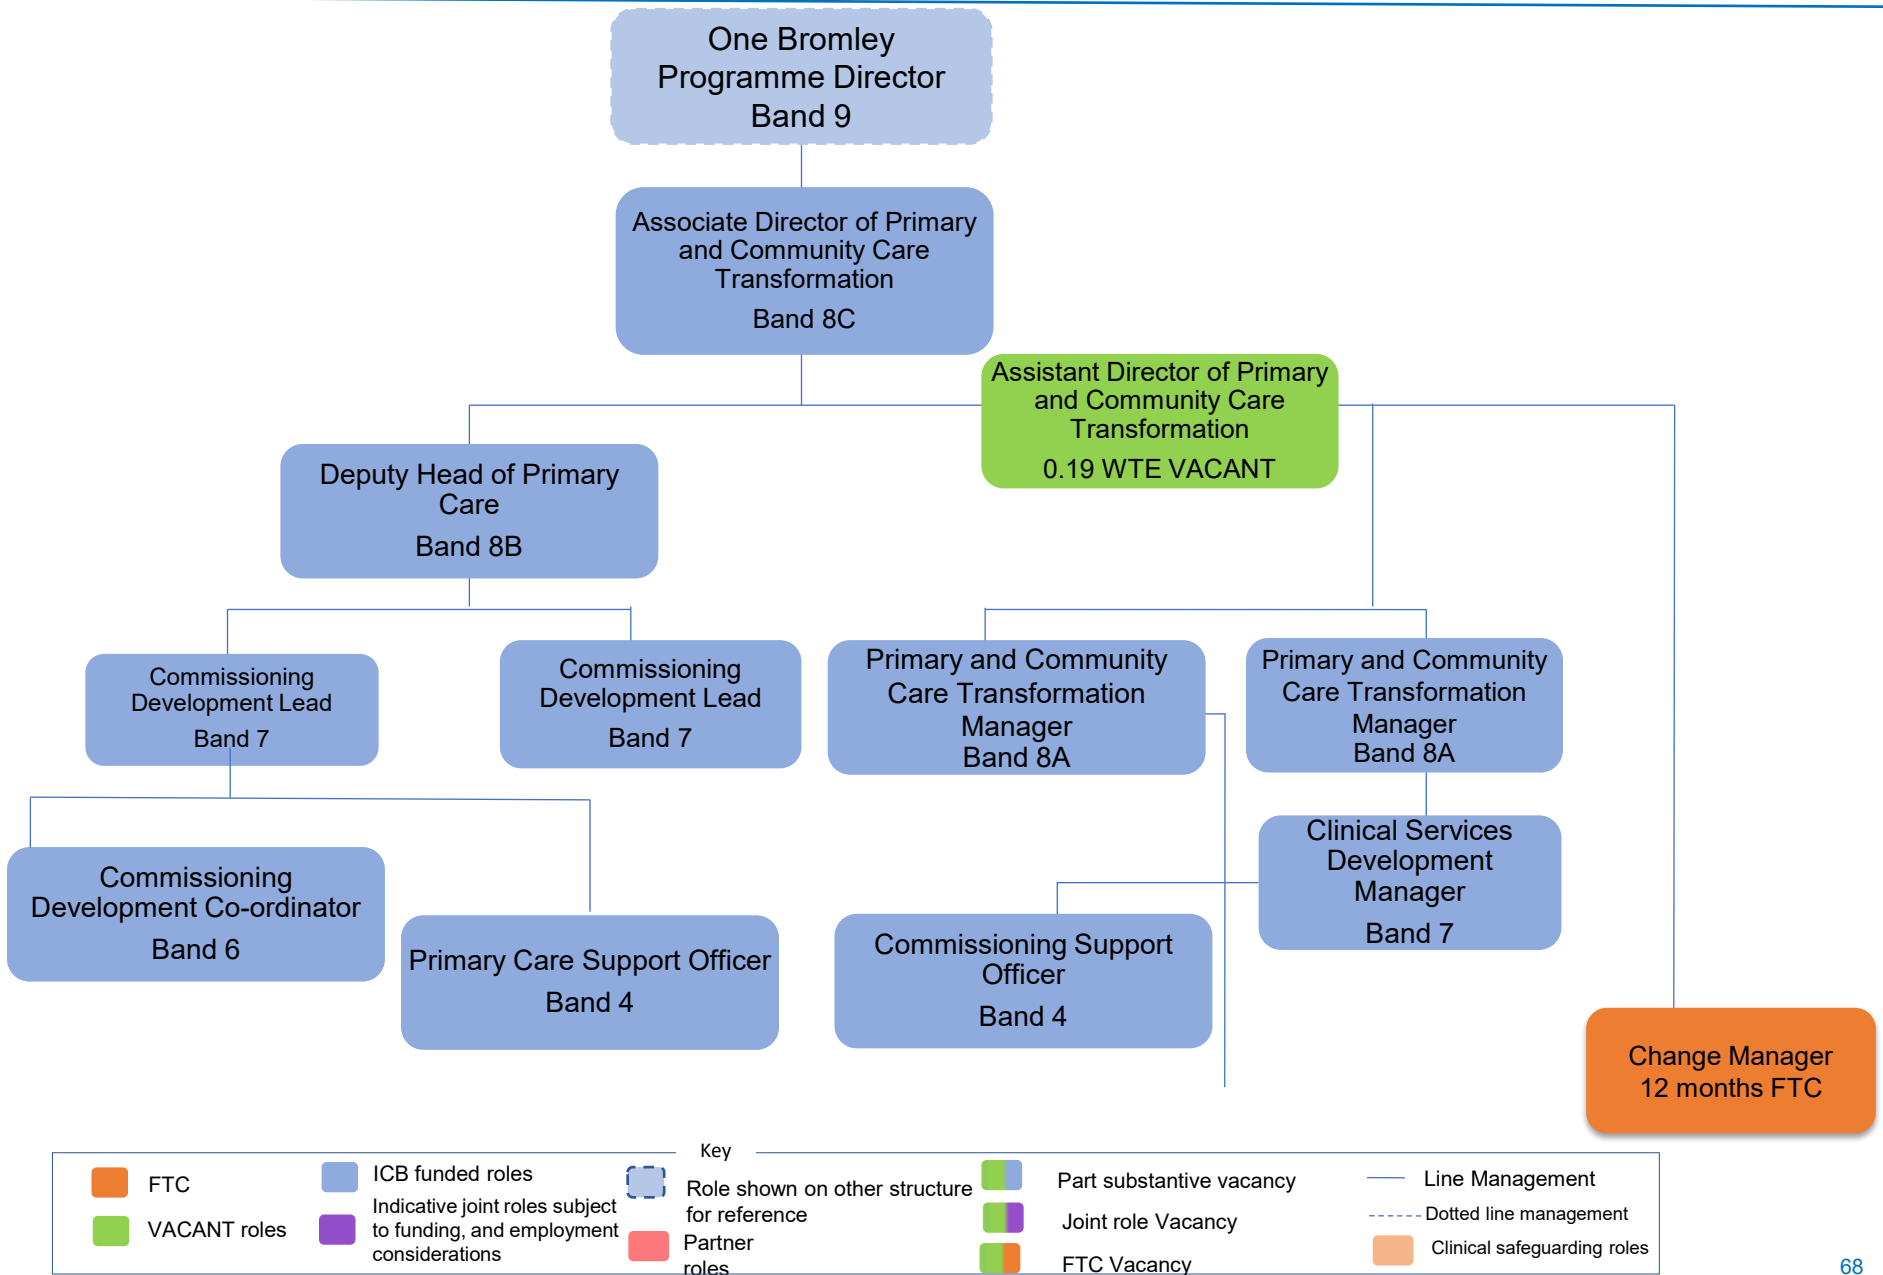 One Bromley
Programme Director
Band 9
Associate Director of Primary
and Community Care
Transformation
Band 8C
Assistant Director of Primary
and Community Care
Transformation
0.19 WTE VACANT
Deputy Head of Primary
Care
Band 8B
Commissioning
Development Lead
Band 7
Commissioning
Development Lead
Band 7
Primary and Community
Care Transformation
Manager
Band 8A
Primary and Community
Care Transformation
Manager
Band 8A
Clinical Services
Development
Manager
Band 7
Commissioning
Development Co-ordinator
Band 6
Primary Care Support Officer
Band 4
Commissioning Support
Officer
Band 4
Change Manager
12 months FTC
Key
FTC
VACANT roles
ICB funded roles
Indicative joint roles subject
to funding, and employment
considerations
Role shown on other structure
for reference
Partner
roles
Part substantive vacancy
Joint role Vacancy
FTC Vacancy
Line Management
Dotted line management
Clinical safeguarding roles
68